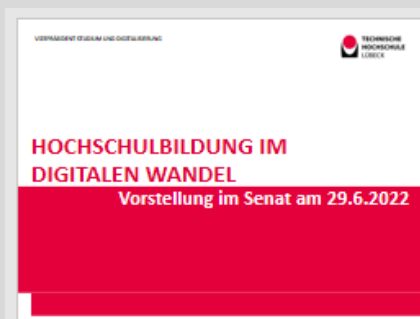 VIZEPRÄSIDENT STUDIUM UND DIGITALISIERUNG
TECHNISCHE
HOCHSCHULE
LÜBECK
HOCHSCHULBILDUNG IM
DIGITALEN WANDEL
Vorstellung im Senat am 29.6.2022